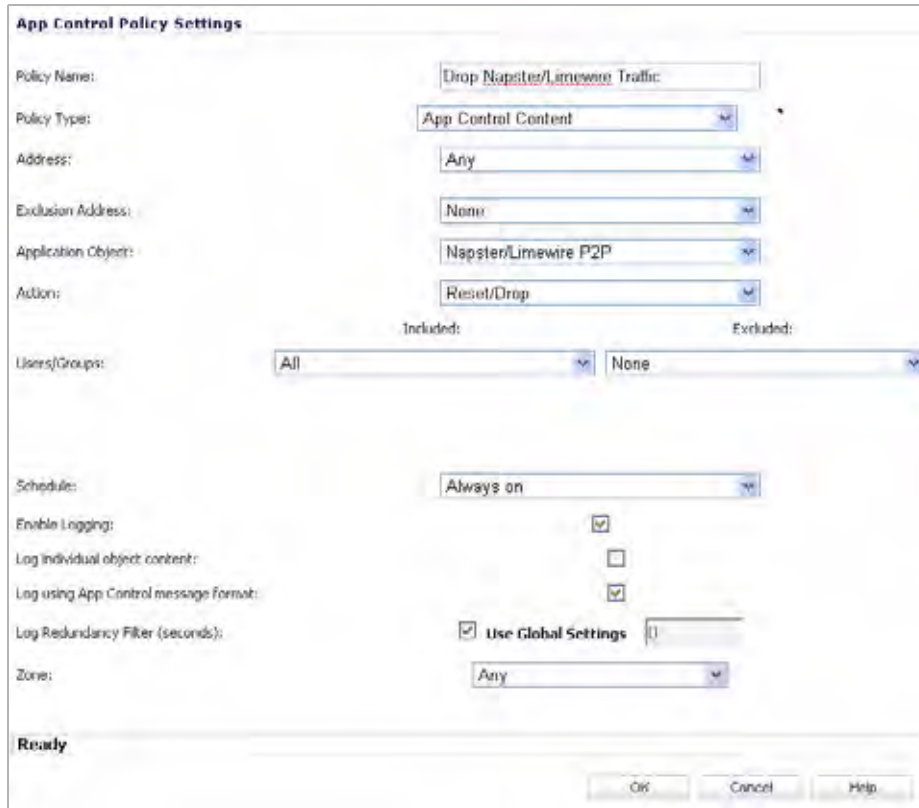 App Control Policy Settings
Policy Name: Drop Napster/Limewire Traffic
Policy Type: App Control Content
Address: Any
Exclusion Address: None
Application Object: Napster/Limewire P2P
Action: Reset/Drop
Included: Excluded:
Users/Groups: All None
Schedule: Always on
Enable Logging:
Log individual object content:
Log using App Control message format:
Log Redundancy Filter (seconds): Use Global Settings 0
Zone: Any
Ready
OK Cancel Help